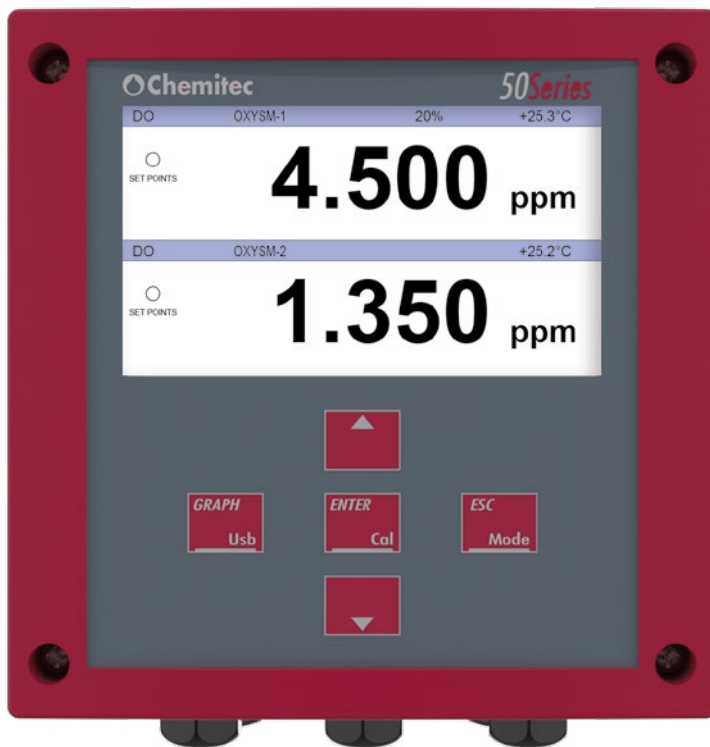 Chemitec 50Series
DO OXYSM-1 20% +25.3°C
SET POINTS
4.500 ppm
DO OXYSM-2 +25.2°C
SET POINTS
1.350 ppm
GRAPH
Usb
ENTER
Cal
ESC
Mode